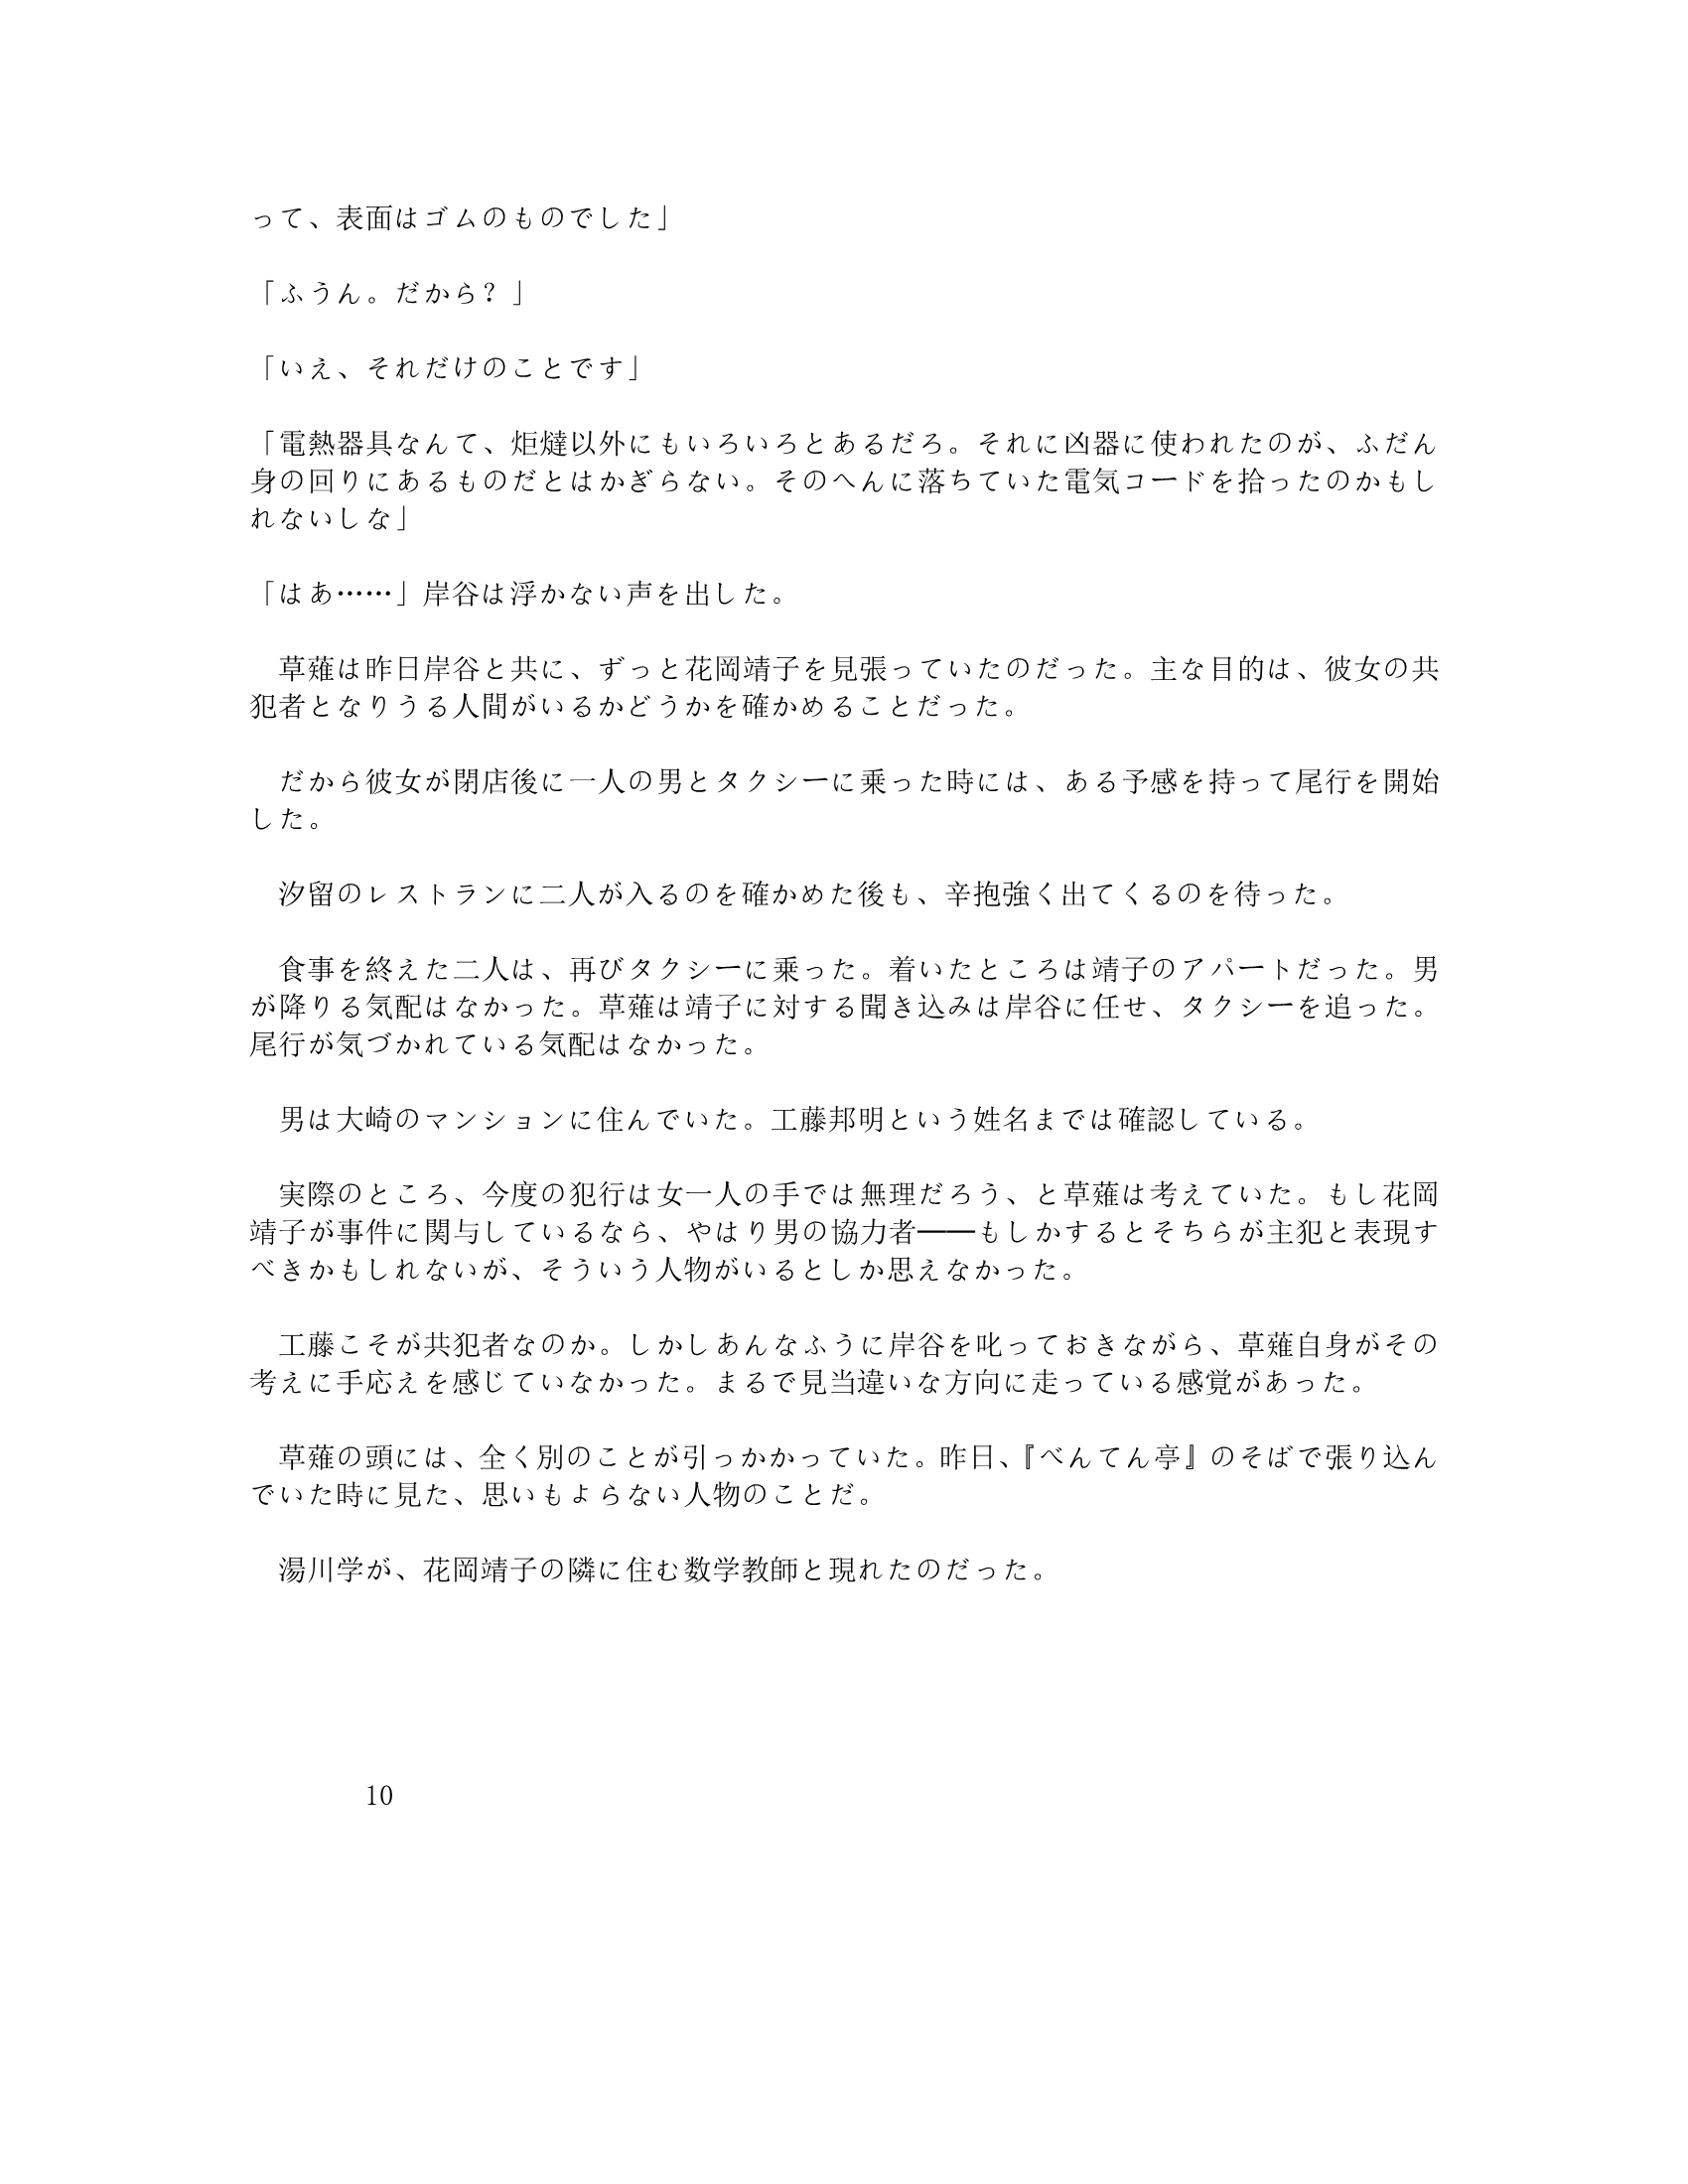 って、表面はゴムのものでした」
「ふうん。だから？」
「いえ、それだけのことです」
「電熱器具なんて、炬燵以外にもいろいろとあるだろ。それに凶器に使われたのが、ふだん
身の回りにあるものだとはかぎらない。そのへんに落ちていた電気コードを拾ったのかもし
れないしな」
「はあ……」岸谷は浮かない声を出した。
　草薙は昨日岸谷と共に、ずっと花岡靖子を見張っていたのだった。主な目的は、彼女の共
犯者となりうる人間がいるかどうかを確かめることだった。
　だから彼女が閉店後に一人の男とタクシーに乗った時には、ある予感を持って尾行を開始
した。
　汐留のレストランに二人が入るのを確かめた後も、辛抱強く出てくるのを待った。
　食事を終えた二人は、再びタクシーに乗った。着いたところは靖子のアパートだった。男
が降りる気配はなかった。草薙は靖子に対する聞き込みは岸谷に任せ、タクシーを追った。
尾行が気づかれている気配はなかった。
　男は大崎のマンションに住んでいた。工藤邦明という姓名までは確認している。
　実際のところ、今度の犯行は女一人の手では無理だろう、と草薙は考えていた。もし花岡
靖子が事件に関与しているなら、やはり男の協力者――もしかするとそちらが主犯と表現す
べきかもしれないが、そういう人物がいるとしか思えなかった。
　工藤こそが共犯者なのか。しかしあんなふうに岸谷を叱っておきながら、草薙自身がその
考えに手応えを感じていなかった。まるで見当違いな方向に走っている感覚があった。
　草薙の頭には、全く別のことが引っかかっていた。昨日、『べんてん亭』のそばで張り込ん
でいた時に見た、思いもよらない人物のことだ。
　湯川学が、花岡靖子の隣に住む数学教師と現れたのだった。
10